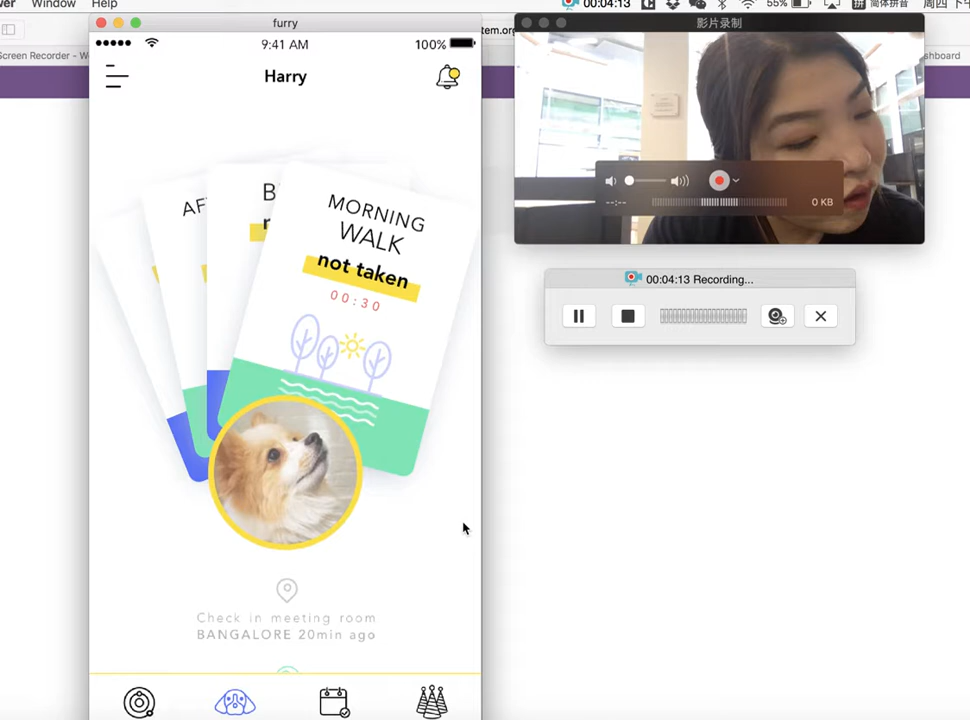 Window Help
00:04:13
55%
简体拼音
周四
furry
影片录制
tem.org
Screen Recorder - W
shboard
9:41 AM
100%
Harry
AF
B
MORNING
WALK
not taken
00:30
--:--
0 KB
00:04:13 Recording...
Check in meeting room
BANGALORE 20min ago